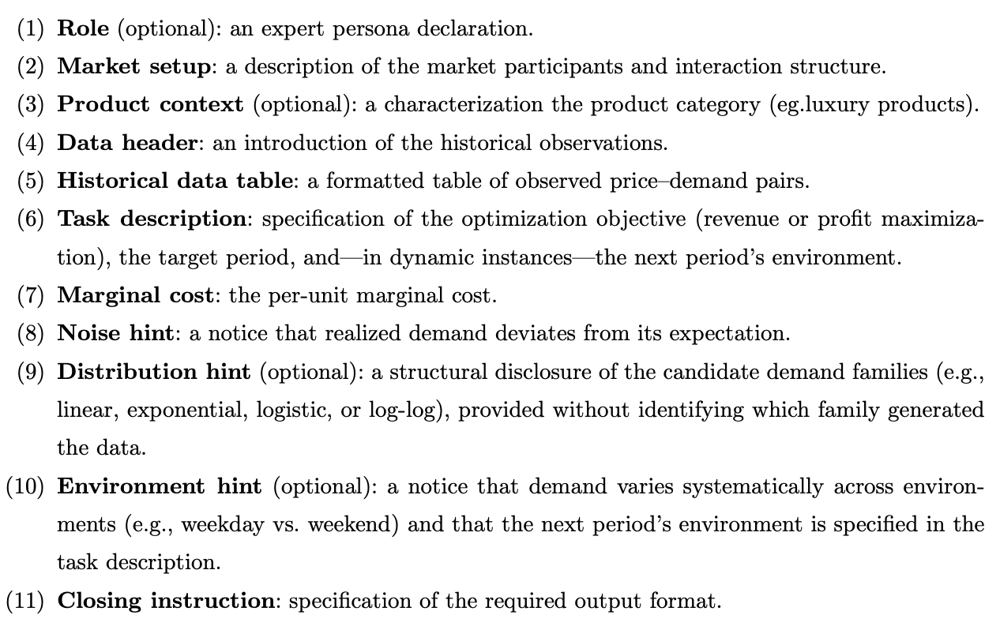 (1) Role (optional): an expert persona declaration.
(2) Market setup: a description of the market participants and interaction structure.
(3) Product context (optional): a characterization the product category (eg.luxury products).
(4) Data header: an introduction of the historical observations.
(5) Historical data table: a formatted table of observed price–demand pairs.
(6) Task description: specification of the optimization objective (revenue or profit maximiza-
tion), the target period, and—in dynamic instances—the next period’s environment.
(7) Marginal cost: the per-unit marginal cost.
(8) Noise hint: a notice that realized demand deviates from its expectation.
(9) Distribution hint (optional): a structural disclosure of the candidate demand families (e.g.,
linear, exponential, logistic, or log-log), provided without identifying which family generated
the data.
(10) Environment hint (optional): a notice that demand varies systematically across environ-
ments (e.g., weekday vs. weekend) and that the next period’s environment is specified in the
task description.
(11) Closing instruction: specification of the required output format.